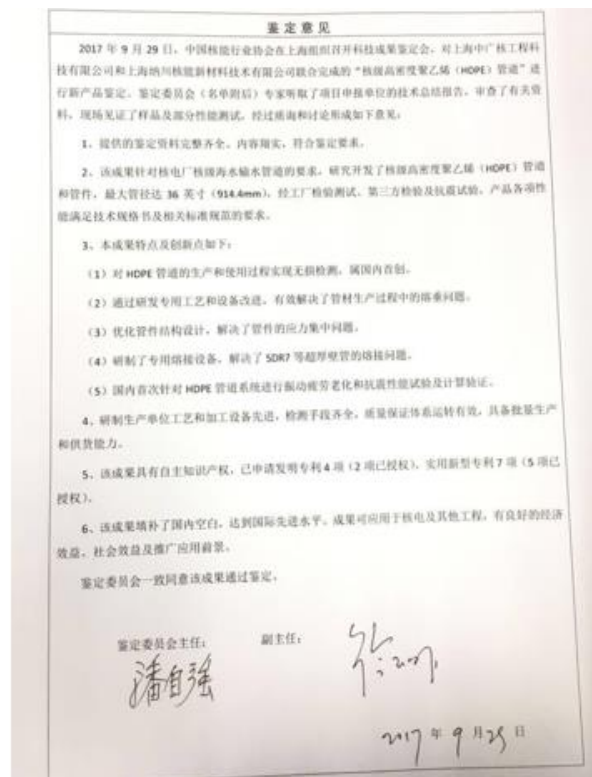 鉴定意见
2017 年 9 月 29 日，中国核能行业协会在上海组织召开科技成果鉴定会，对上海中广核工程科
技有限公司和上海纳川核能新材料技术有限公司联合完成的“核级高密度聚乙烯（HDPE）管道”进
行新产品鉴定。鉴定委员会（名单附后）专家听取了项目申报单位的技术总结报告，审查了有关资
料，现场见证了样品及部分性能测试，经过质询和讨论形成如下意见：
1、提供的鉴定资料完整齐全、内容翔实，符合鉴定要求。
2、该成果针对核电厂核级海水输水管道的要求，研究开发了核级高密度聚乙烯（HDPE）管道
和管件，最大管径达 36 英寸（914.4mm），经工厂检验测试、第三方检验及抗震试验，产品各项性
能满足技术规格书及相关标准规范的要求。
3、本成果特点及创新点如下：
（1）对 HDPE 管道的生产和使用过程实现无损检测，属国内首创。
（2）通过研发专用工艺和设备改进，有效解决了管材生产过程中的熔垂问题。
（3）优化管件结构设计，解决了管件的应力集中问题。
（4）研制了专用熔接设备，解决了 SDR7 等超厚壁管的熔接问题。
（5）国内首次针对 HDPE 管道系统进行振动疲劳老化和抗震性能试验及计算验证。
4、研制生产单位工艺和加工设备先进，检测手段齐全，质量保证体系运转有效，具备批量生产
和供货能力。
5、该成果具有自主知识产权，已申请发明专利 4 项（2 项已授权）、实用新型专利 7 项（5 项已
授权）。
6、该成果填补了国内空白，达到国际先进水平。成果可应用于核电及其他工程，有良好的经济
效益、社会效益及推广应用前景。
鉴定委员会一致同意该成果通过鉴定。
鉴定委员会主任： 副主任：
潘自强
2017 年 9 月 29 日